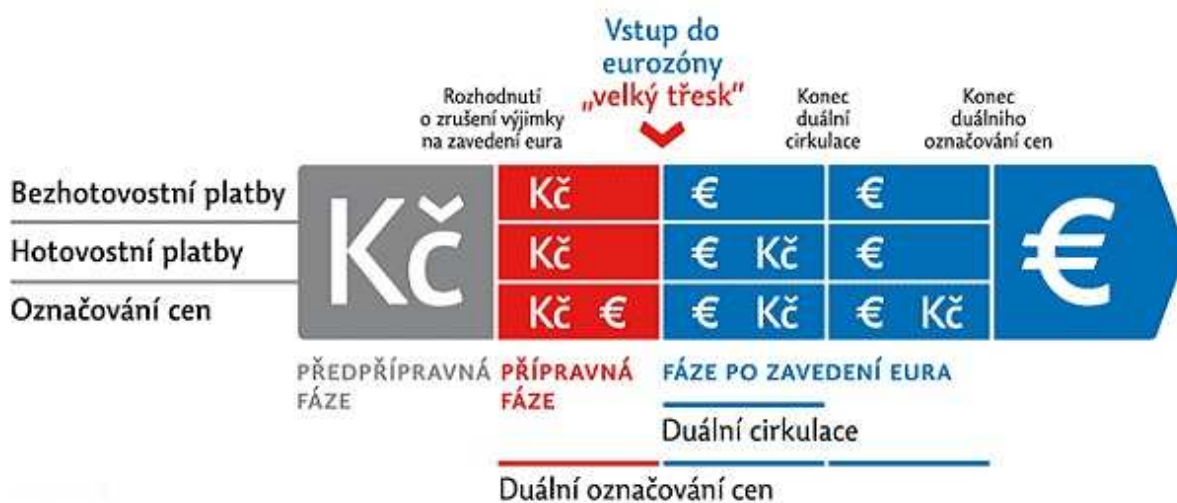 Vstup do
eurozóny
„velký třesk"
Rozhodnutí
o zrušení výjimky
na zavedení eura
Konec
duální
cirkulace
Konec
duálního
označování cen
Bezhotovostní platby
Kč
€
€
Hotovostní platby
Kč
€ Kč
€
Označování cen
Kč €
€ Kč
€ Kč
Kč
€
PŘEDPŘÍPRAVNÁ
FÁZE
PŘÍPRAVNÁ
FÁZE
FÁZE PO ZAVEDENÍ EURA
Duální cirkulace
Duální označování cen